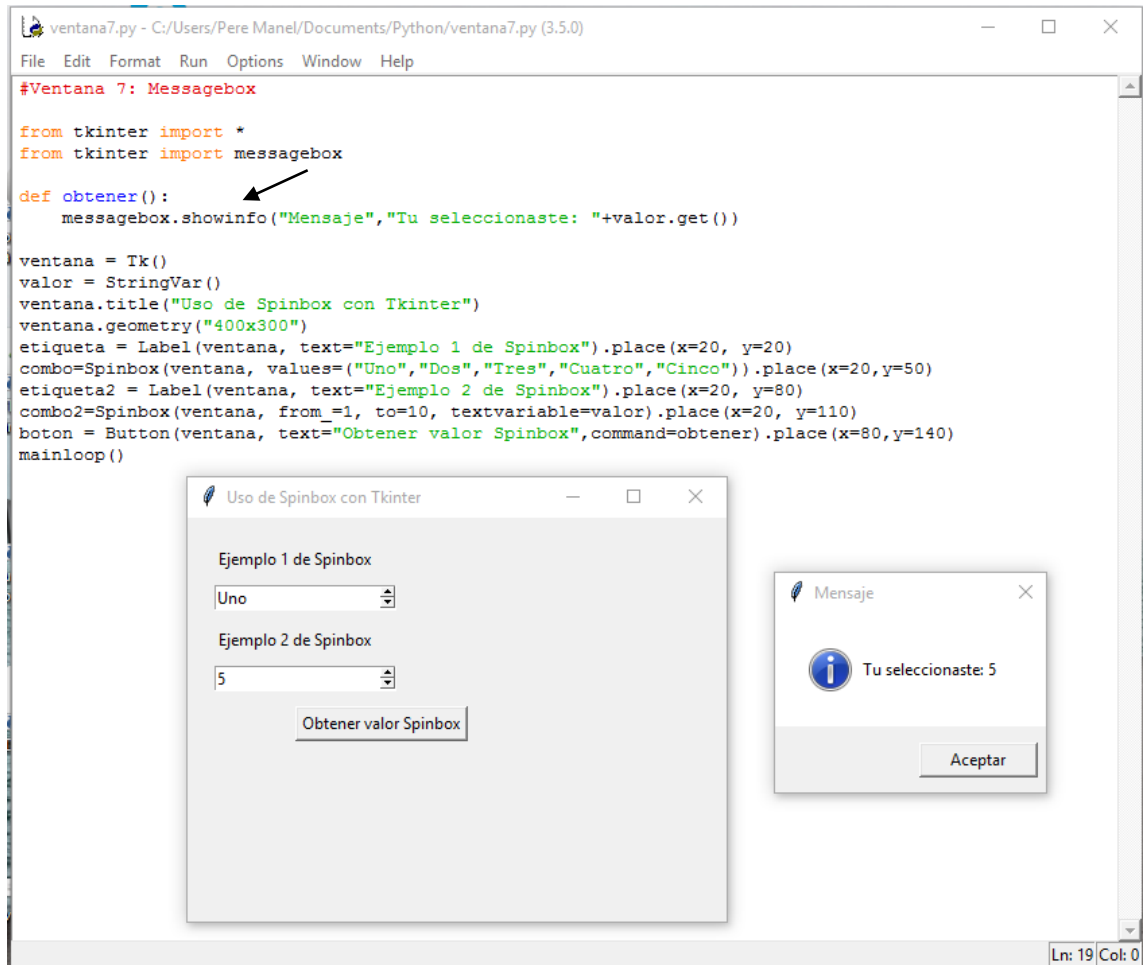 ventana7.py - C:/Users/Pere Manel/Documents/Python/ventana7.py (3.5.0)
File Edit Format Run Options Window Help
#Ventana 7: Messagebox
from tkinter import *
from tkinter import messagebox
def obtener():
    messagebox.showinfo("Mensaje","Tu seleccionaste: "+valor.get())
ventana = Tk()
valor = StringVar()
ventana.title("Uso de Spinbox con Tkinter")
ventana.geometry("400x300")
etiqueta = Label(ventana, text="Ejemplo 1 de Spinbox").place(x=20, y=20)
combo=Spinbox(ventana, values=("Uno","Dos","Tres","Cuatro","Cinco")).place(x=20,y=50)
etiqueta2 = Label(ventana, text="Ejemplo 2 de Spinbox").place(x=20, y=80)
combo2=Spinbox(ventana, from_=1, to=10, textvariable=valor).place(x=20, y=110)
boton = Button(ventana, text="Obtener valor Spinbox",command=obtener).place(x=80,y=140)
mainloop()
Uso de Spinbox con Tkinter
Ejemplo 1 de Spinbox
Uno
Ejemplo 2 de Spinbox
5
Obtener valor Spinbox
Mensaje
Tu seleccionaste: 5
Aceptar
Ln: 19 Col: 0